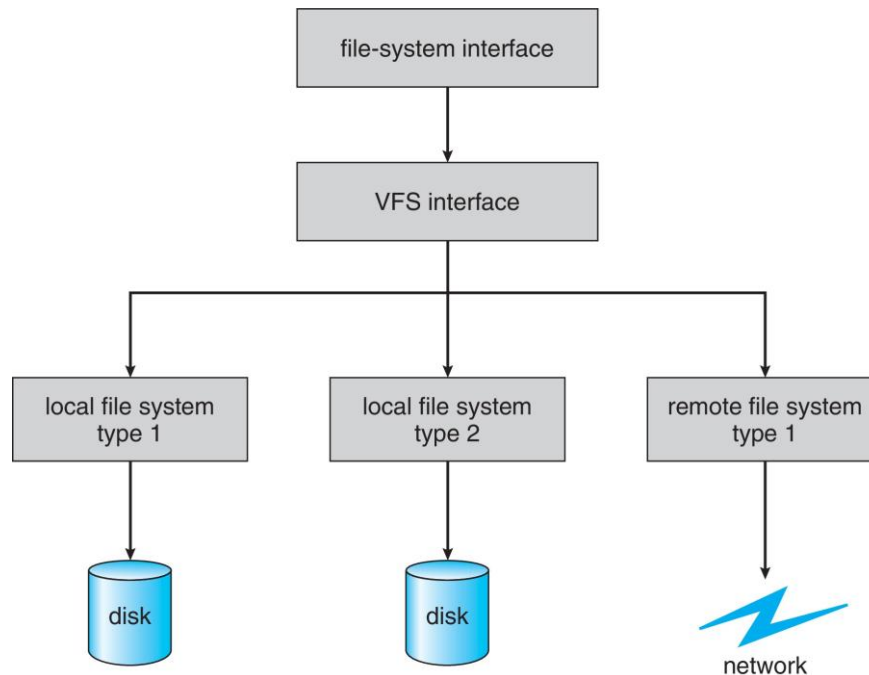 file-system interface
VFS interface
local file system
type 1
local file system
type 2
remote file system
type 1
disk
disk
network